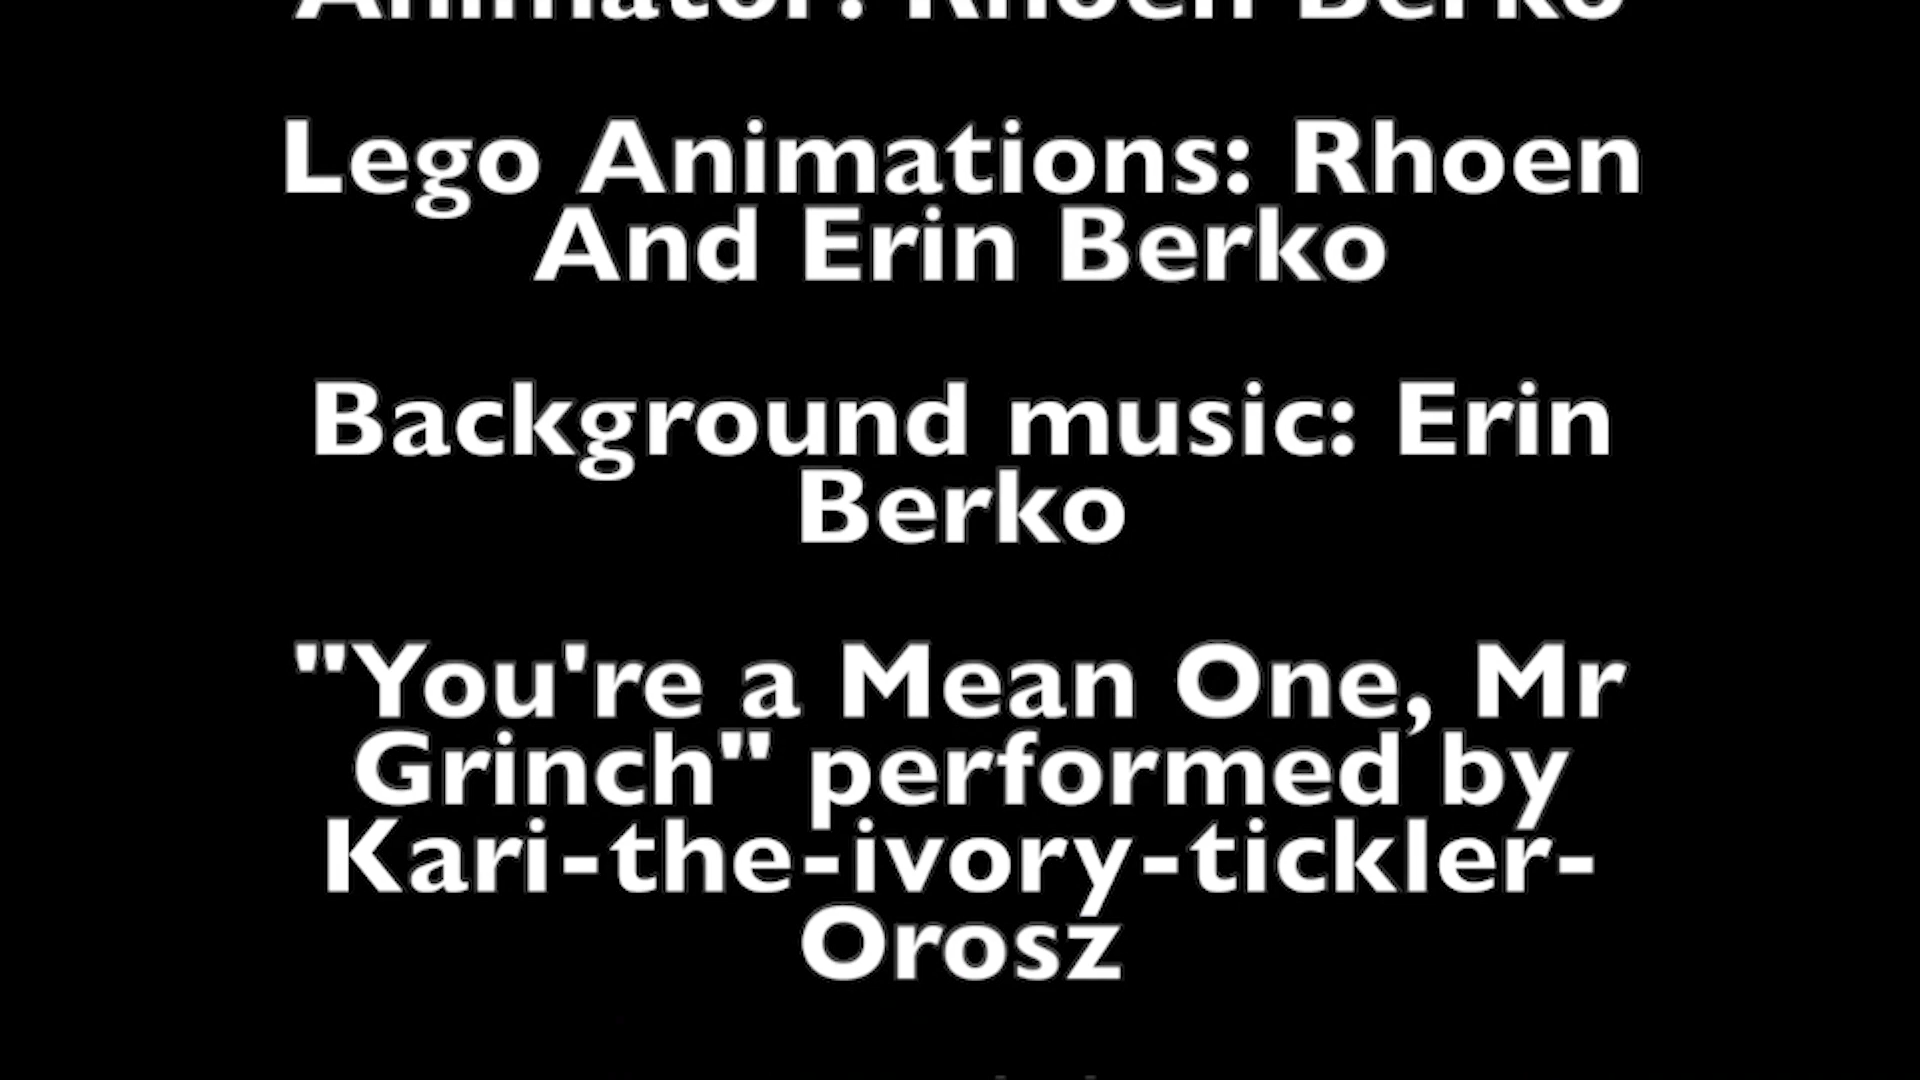 Animator: Rhoen Berko
Lego Animations: Rhoen
And Erin Berko
Background music: Erin
Berko
"You're a Mean One, Mr
Grinch" performed by
Kari-the-ivory-tickler-
Orosz